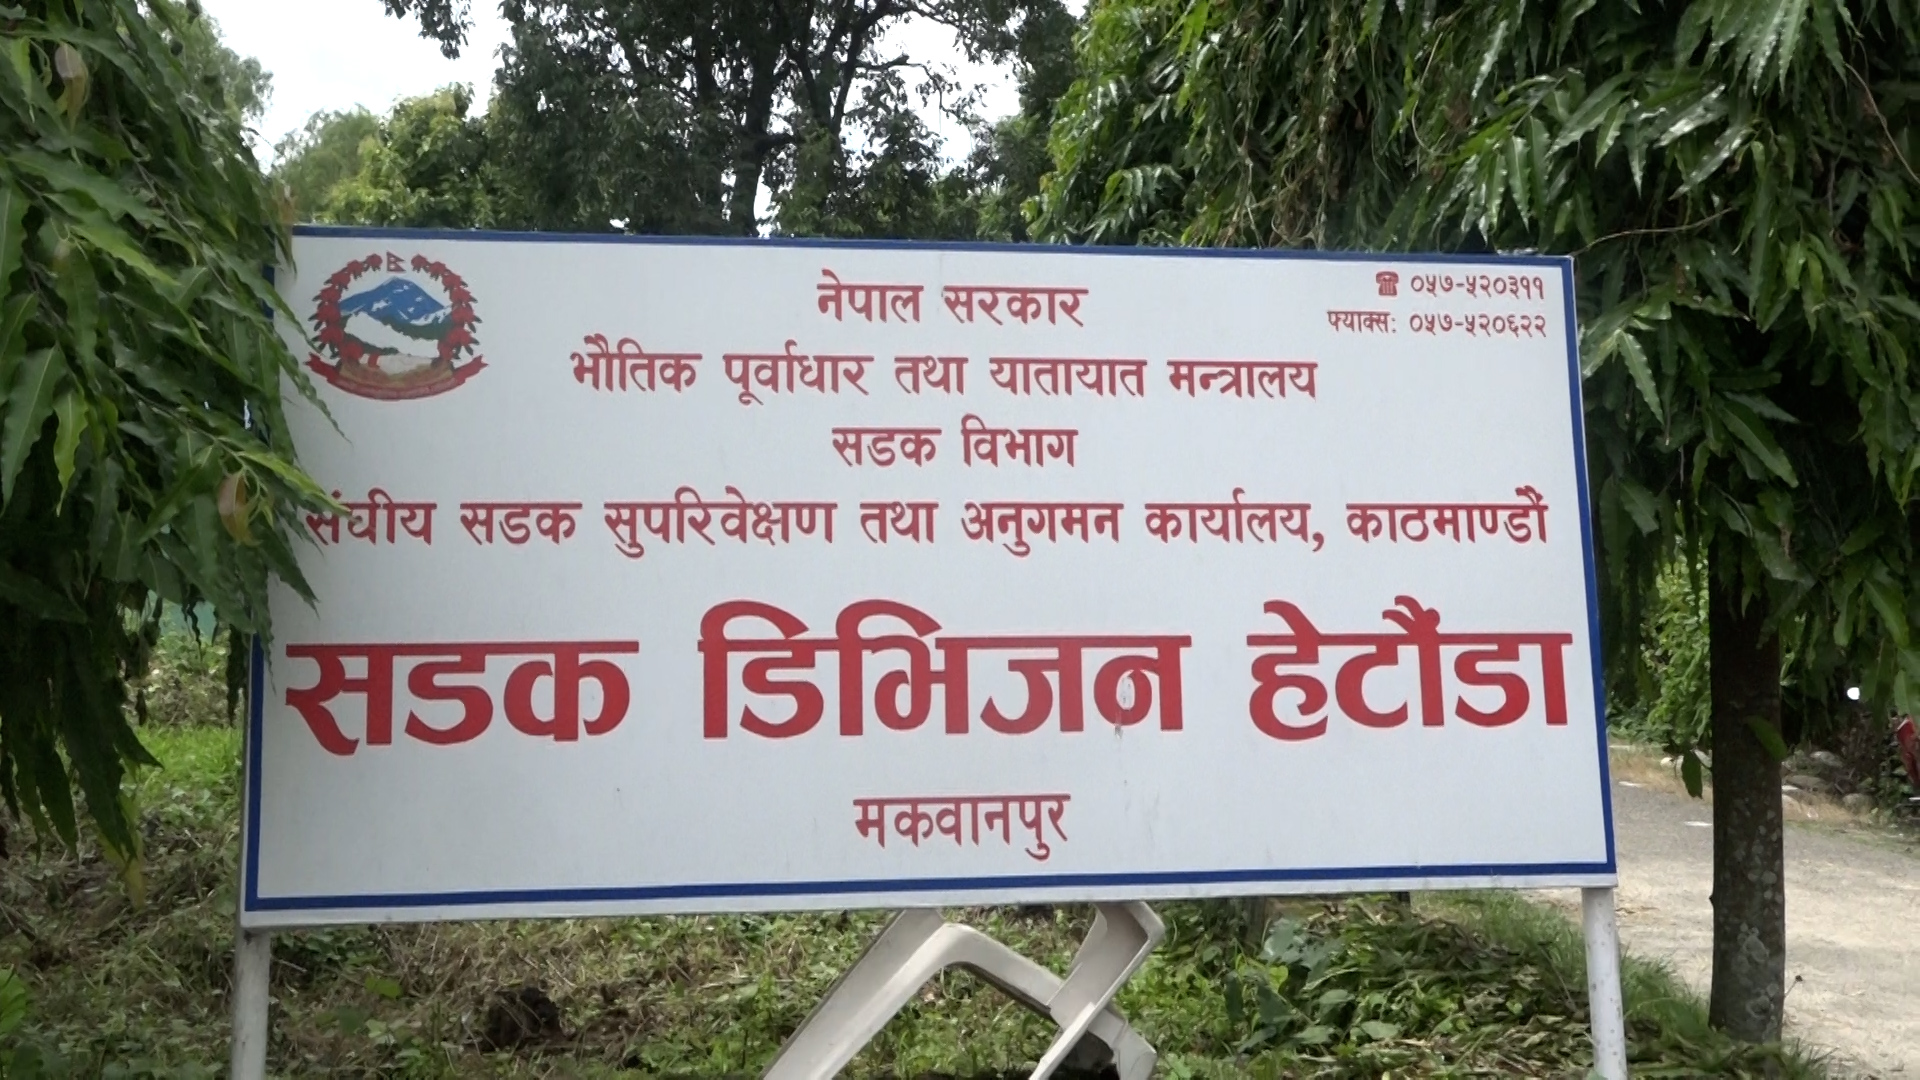 नेपाल सरकार
☎ ०५७-५२०३११
फ्याक्स: ०५७-५२०६२२
भौतिक पूर्वाधार तथा यातायात मन्त्रालय
सडक विभाग
संघीय सडक सुपरिवेक्षण तथा अनुगमन कार्यालय, काठमाण्डौं
सडक डिभिजन हेटौंडा
मकवानपुर